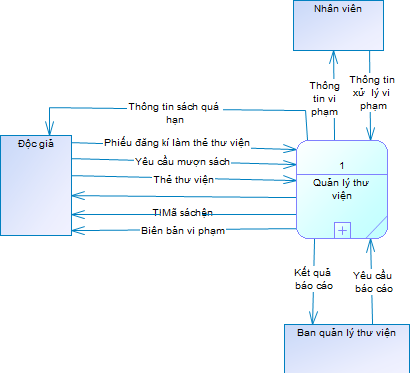 Nhân viên
Thông
tin vi
phạm
Thông tin
xử lý vi
phạm
Thông tin sách quá
hạn
Độc giả
Phiếu đăng kí làm thẻ thư viện
Yêu cầu mượn sách
Thẻ thư viện
1
Quản lý thư
viện
Biên bản vi phạm
Kết quả
báo cáo
Yêu cầu
báo cáo
Ban quản lý thư viện